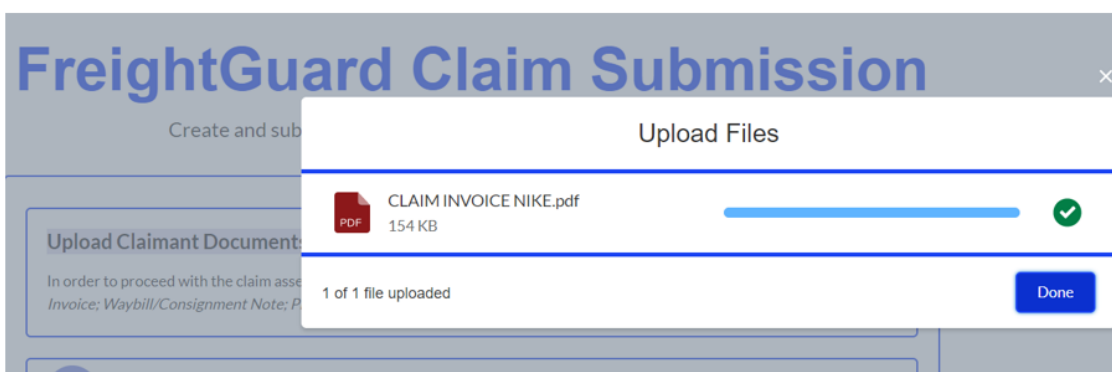 FreightGuard Claim Submission
Create and sub
Upload Files
PDF
CLAIM INVOICE NIKE.pdf
154 KB
Upload Claimant Document
In order to proceed with the claim asse
Invoice; Waybill/Consignment Note; P
1 of 1 file uploaded
Done